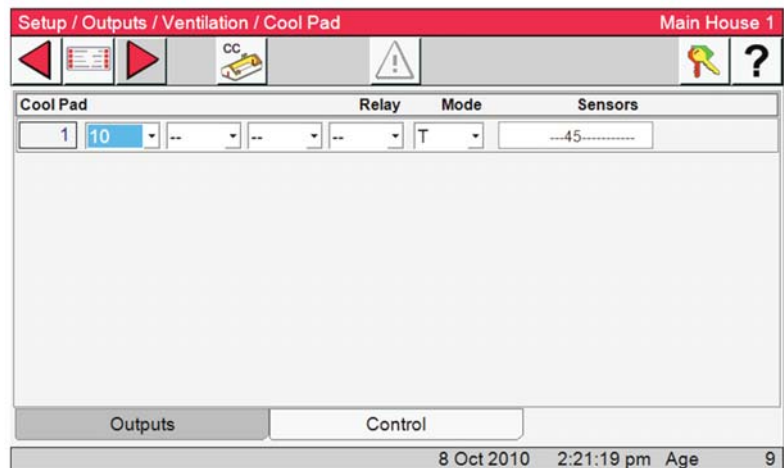 Setup / Outputs / Ventilation / Cool Pad Main House 1
CC
?
Cool Pad Relay Mode Sensors
1 10 -- -- -- T ---45-----------
Outputs Control
8 Oct 2010 2:21:19 pm Age 9